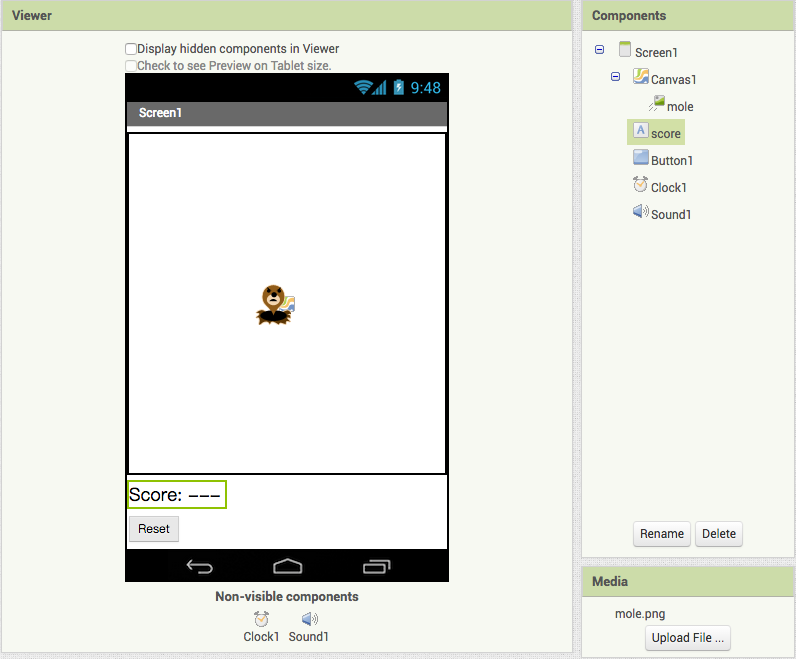 Viewer
Display hidden components in Viewer
Check to see Preview on Tablet size.
9:48
Screen1
Score: ---
Reset
Non-visible components
Clock1 Sound1
Components
Screen1
Canvas1
mole
A score
Button1
Clock1
Sound1
Rename Delete
Media
mole.png
Upload File ...